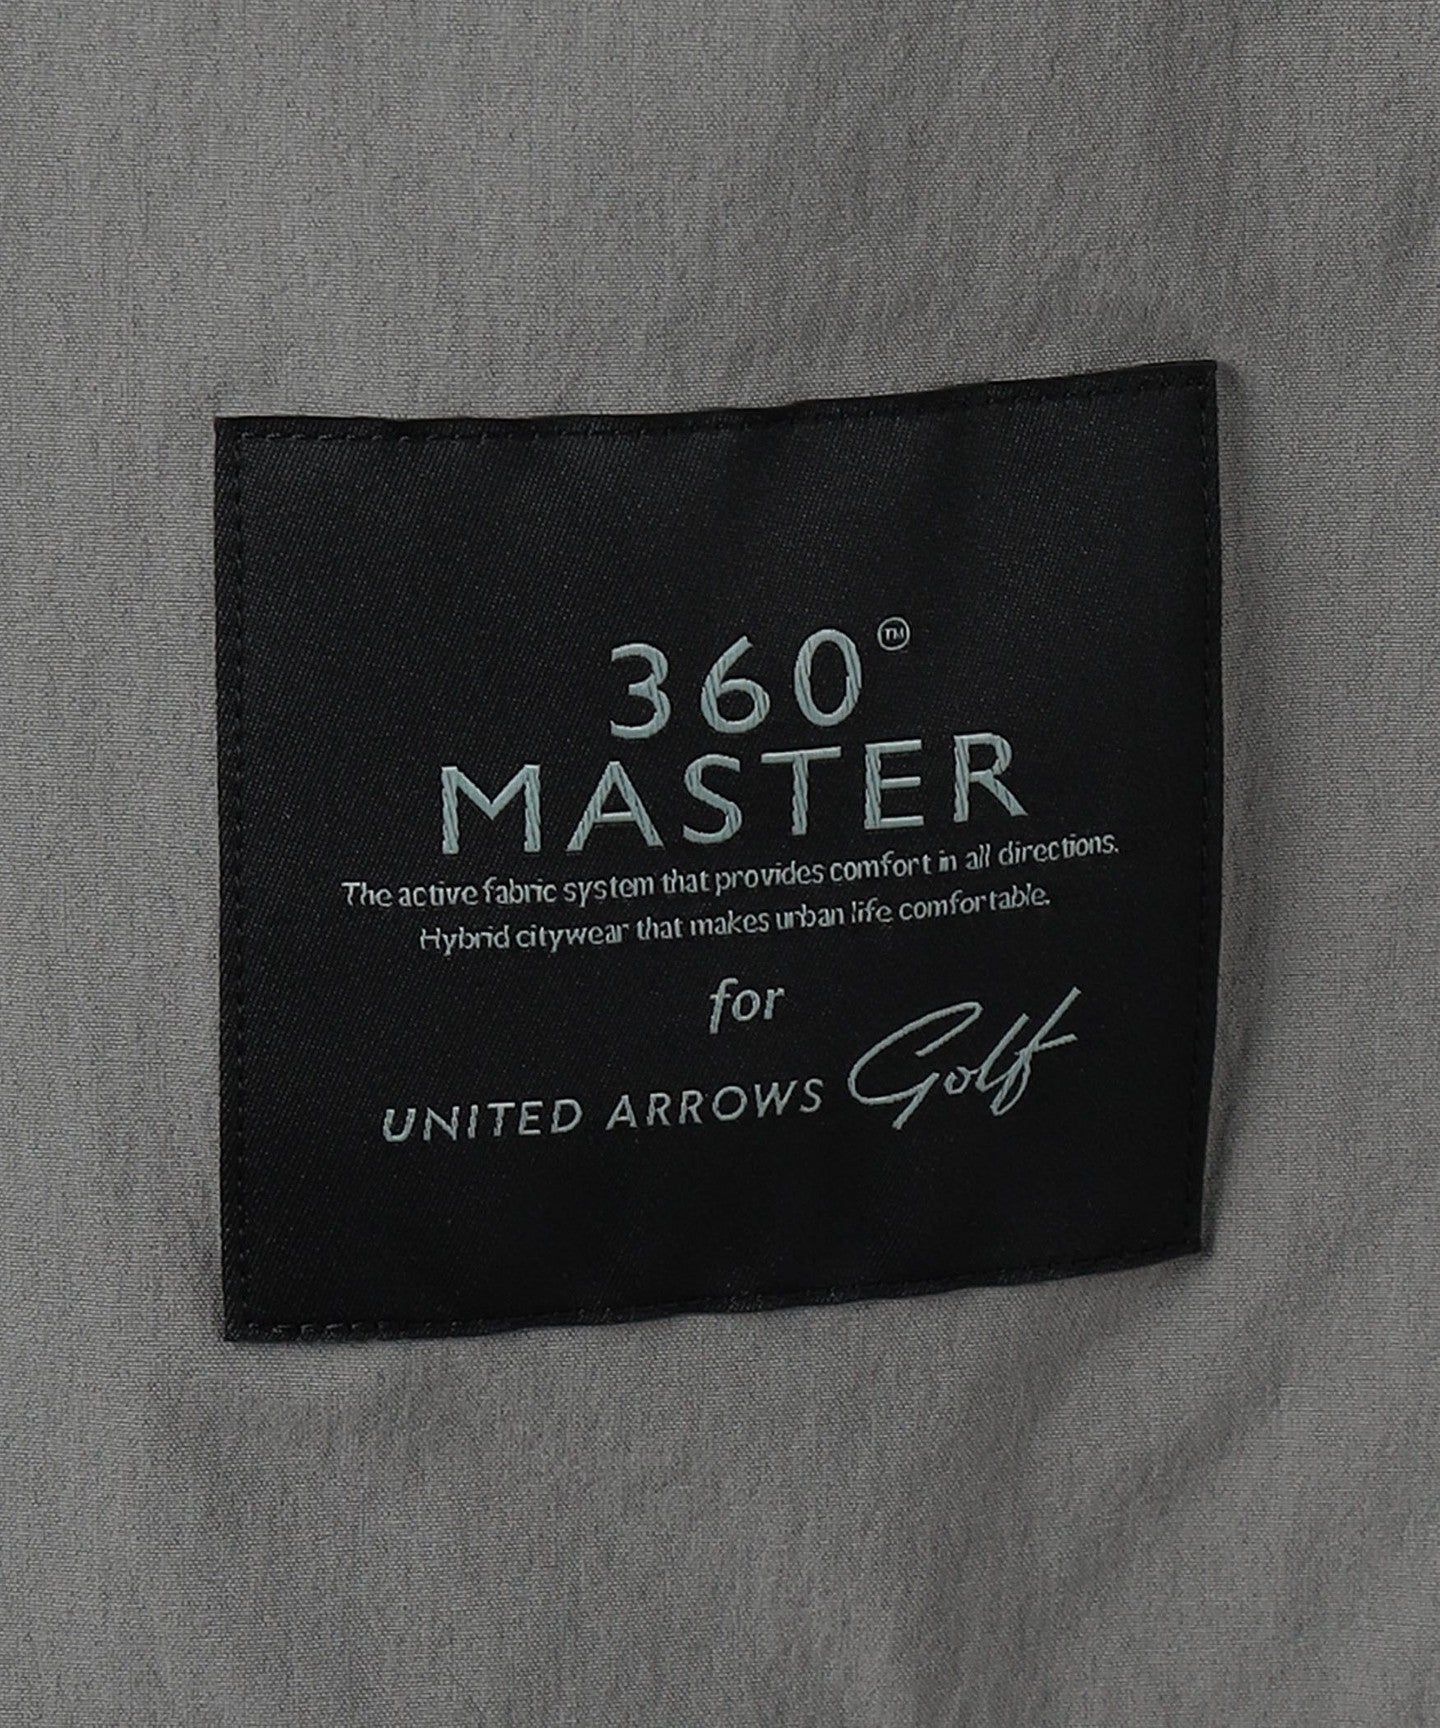 360°™
MASTER
The active fabric system that provides comfort in all directions.
Hybrid citywear that makes urban life comfortable.
for
UNITED ARROWS Golf